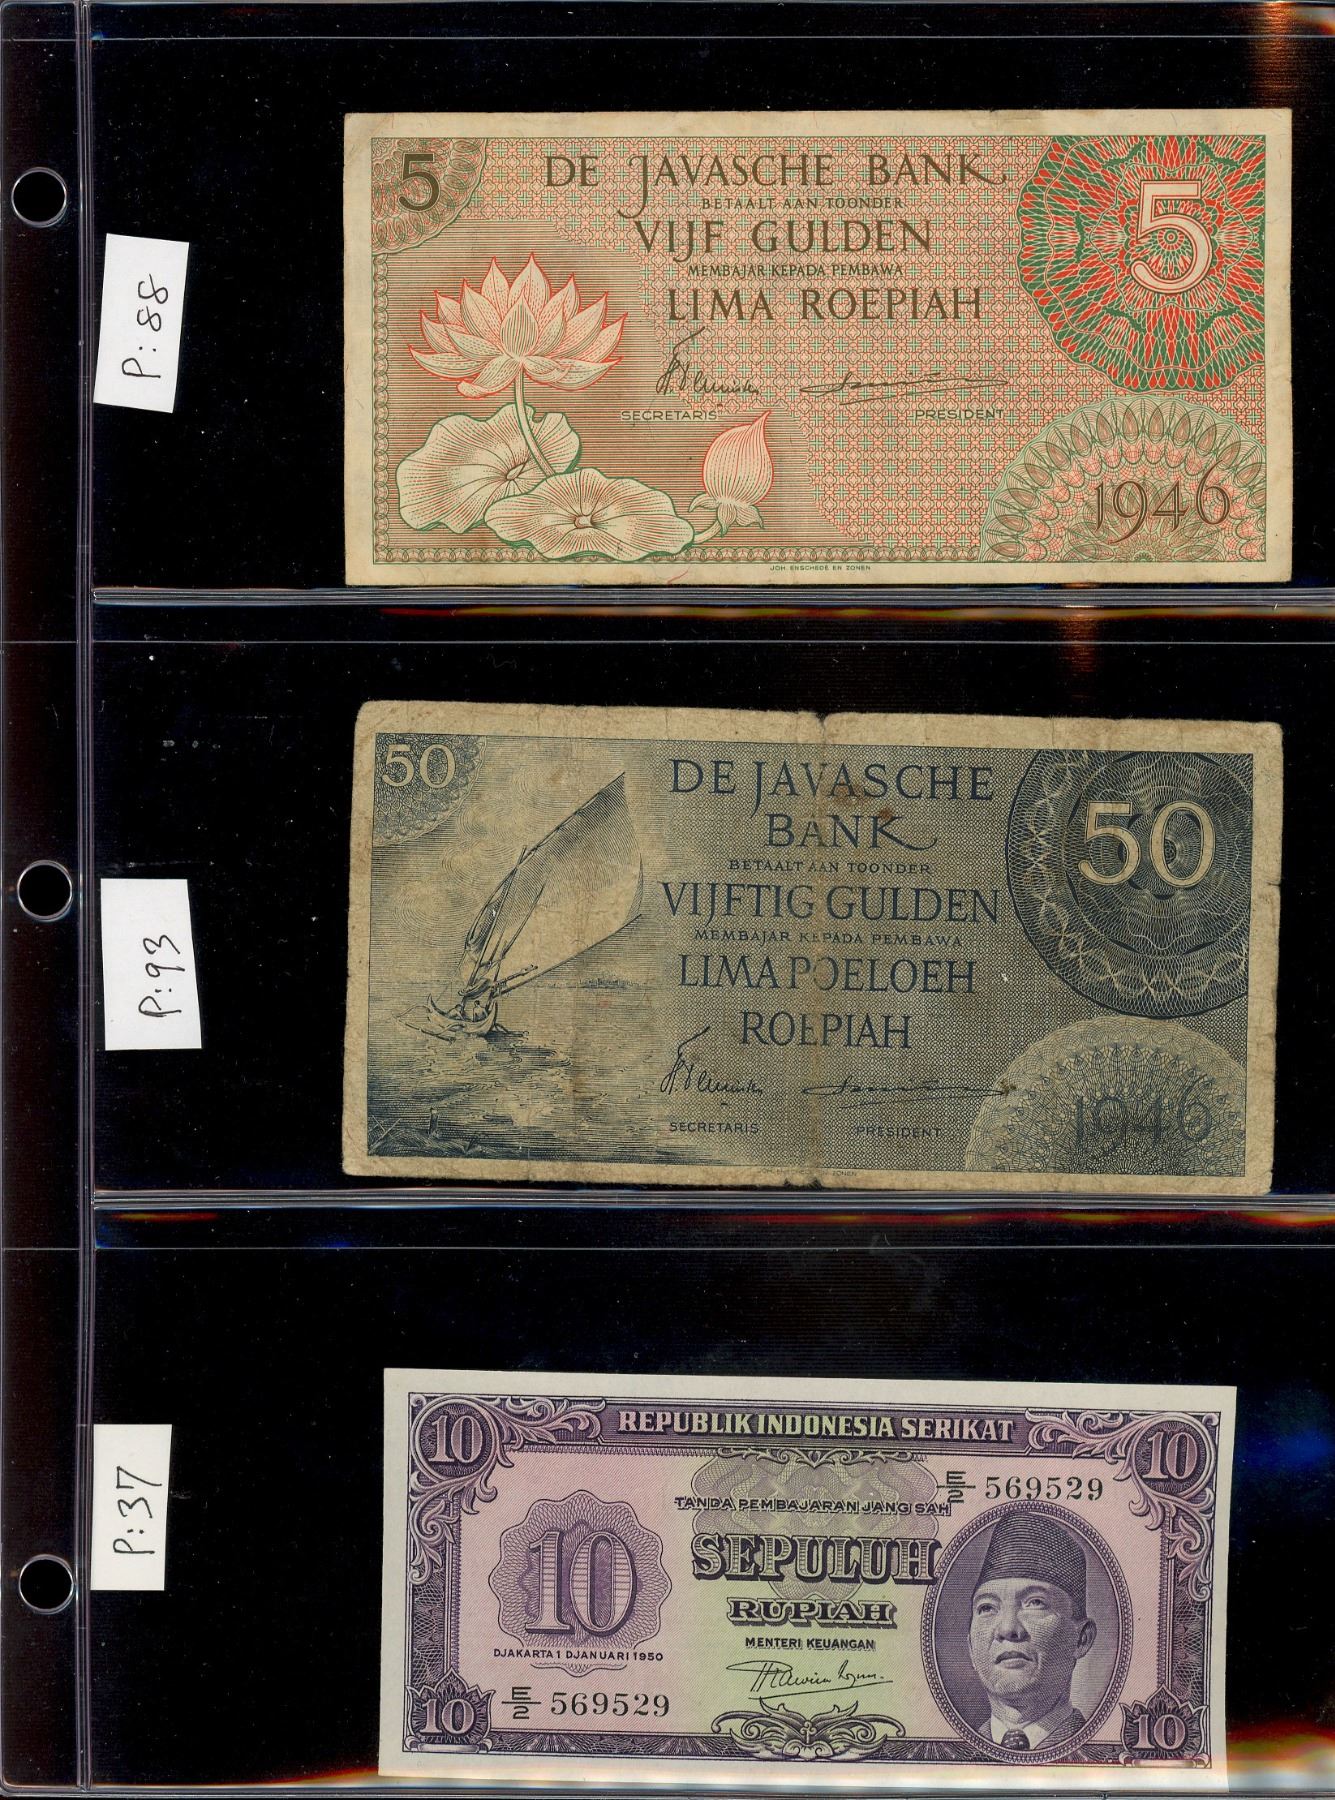 P:88
5
DE JAVASCHE BANK
BETAALT AAN TOONDER
VIJF GULDEN
MEMBAJAR KEPADA PEMBAWA
LIMA ROEPIAH
5
SECRETARIS
PRESIDENT
1946
JOH. ENSCHEDE EN ZONEN
P:93
50
DE JAVASCHE
BANK
BETAALT AAN TOONDER
VIJFTIG GULDEN
MEMBAJAR KEPADA PEMBAWA
LIMA POELOEH
ROEPIAH
50
SECRETARIS
PRESIDENT
1946
P:37
10
REPUBLIK INDONESIA SERIKAT
10
E/2 569529
TANDA PEMBAJARAN JANG SAH
SEPULUH
RUPIAH
10
MENTERI KEUANGAN
DJAKARTA 1 DJANUARI 1950
E/2 569529
10
10